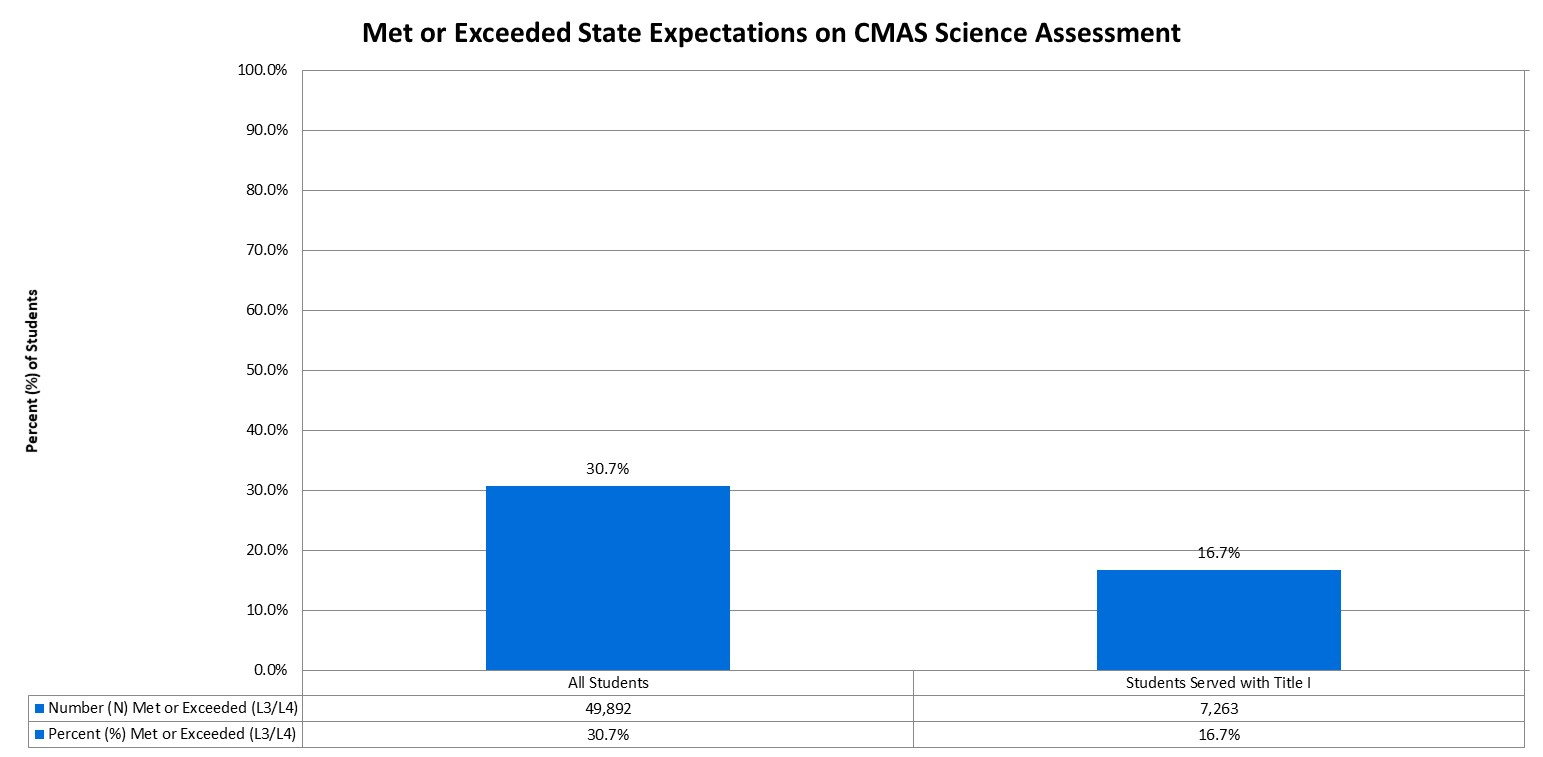 Met or Exceeded State Expectations on CMAS Science Assessment
Percent (%) of Students
100.0%
90.0%
80.0%
70.0%
60.0%
50.0%
40.0%
30.0%
20.0%
10.0%
0.0%
30.7%
16.7%
All Students Students Served with Title I
Number (N) Met or Exceeded (L3/L4) 49,892 7,263
Percent (%) Met or Exceeded (L3/L4) 30.7% 16.7%